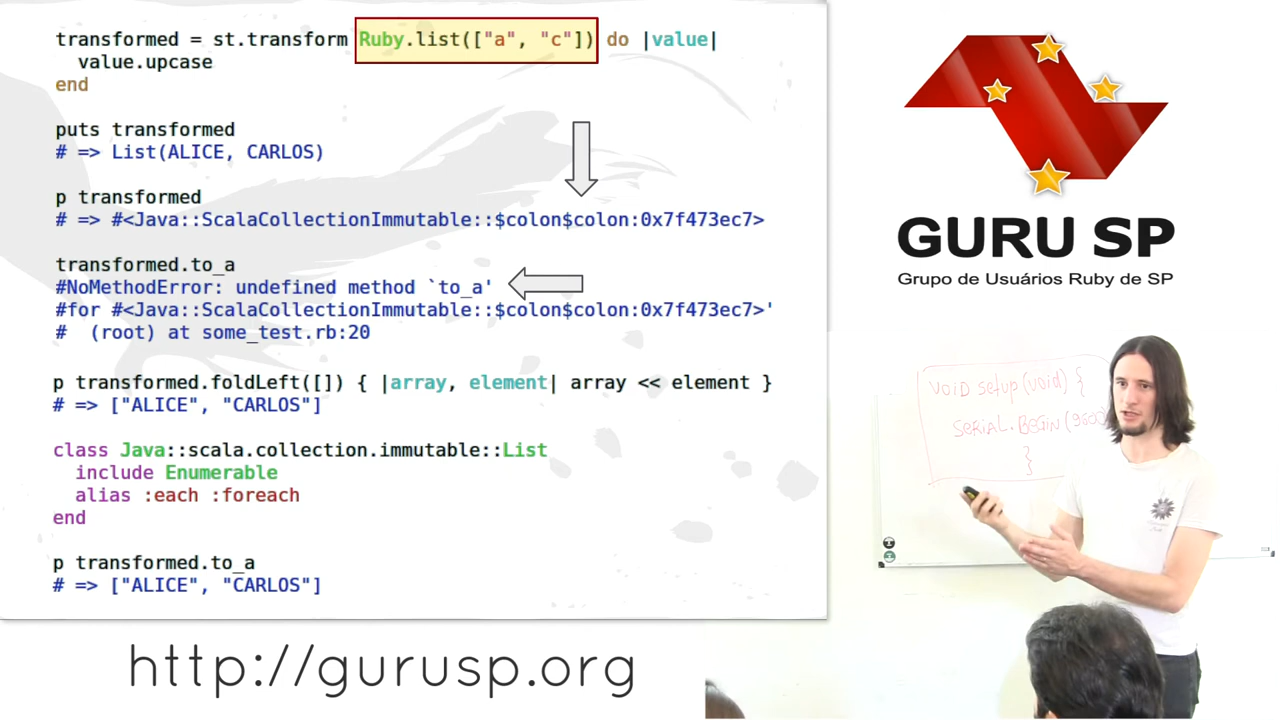 transformed = st.transform Ruby.list(["a", "c"]) do |value|
  value.upcase
end
puts transformed
# => List(ALICE, CARLOS)
p transformed
# => #<Java::ScalaCollectionImmutable::$colon$colon:0x7f473ec7>
transformed.to_a
#NoMethodError: undefined method `to_a'
#for #<Java::ScalaCollectionImmutable::$colon$colon:0x7f473ec7>'
#  (root) at some_test.rb:20
p transformed.foldLeft([]) { |array, element| array << element }
# => ["ALICE", "CARLOS"]
class Java::scala.collection.immutable::List
  include Enumerable
  alias :each :foreach
end
p transformed.to_a
# => ["ALICE", "CARLOS"]
http://gurusp.org
GURU SP
Grupo de Usuários Ruby de SP
VOID setup(void) {
SERIAL.BEGIN(9600)
}